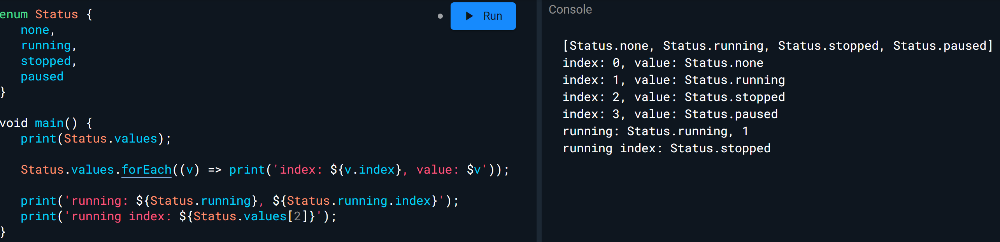 enum Status {
none,
running,
stopped,
paused
}
void main() {
print(Status.values);
Status.values.forEach((v) => print('index: ${v.index}, value: $v'));
print('running: ${Status.running}, ${Status.running.index}');
print('running index: ${Status.values[2]}');
}
Run
Console
[Status.none, Status.running, Status.stopped, Status.paused]
index: 0, value: Status.none
index: 1, value: Status.running
index: 2, value: Status.stopped
index: 3, value: Status.paused
running: Status.running, 1
running index: Status.stopped